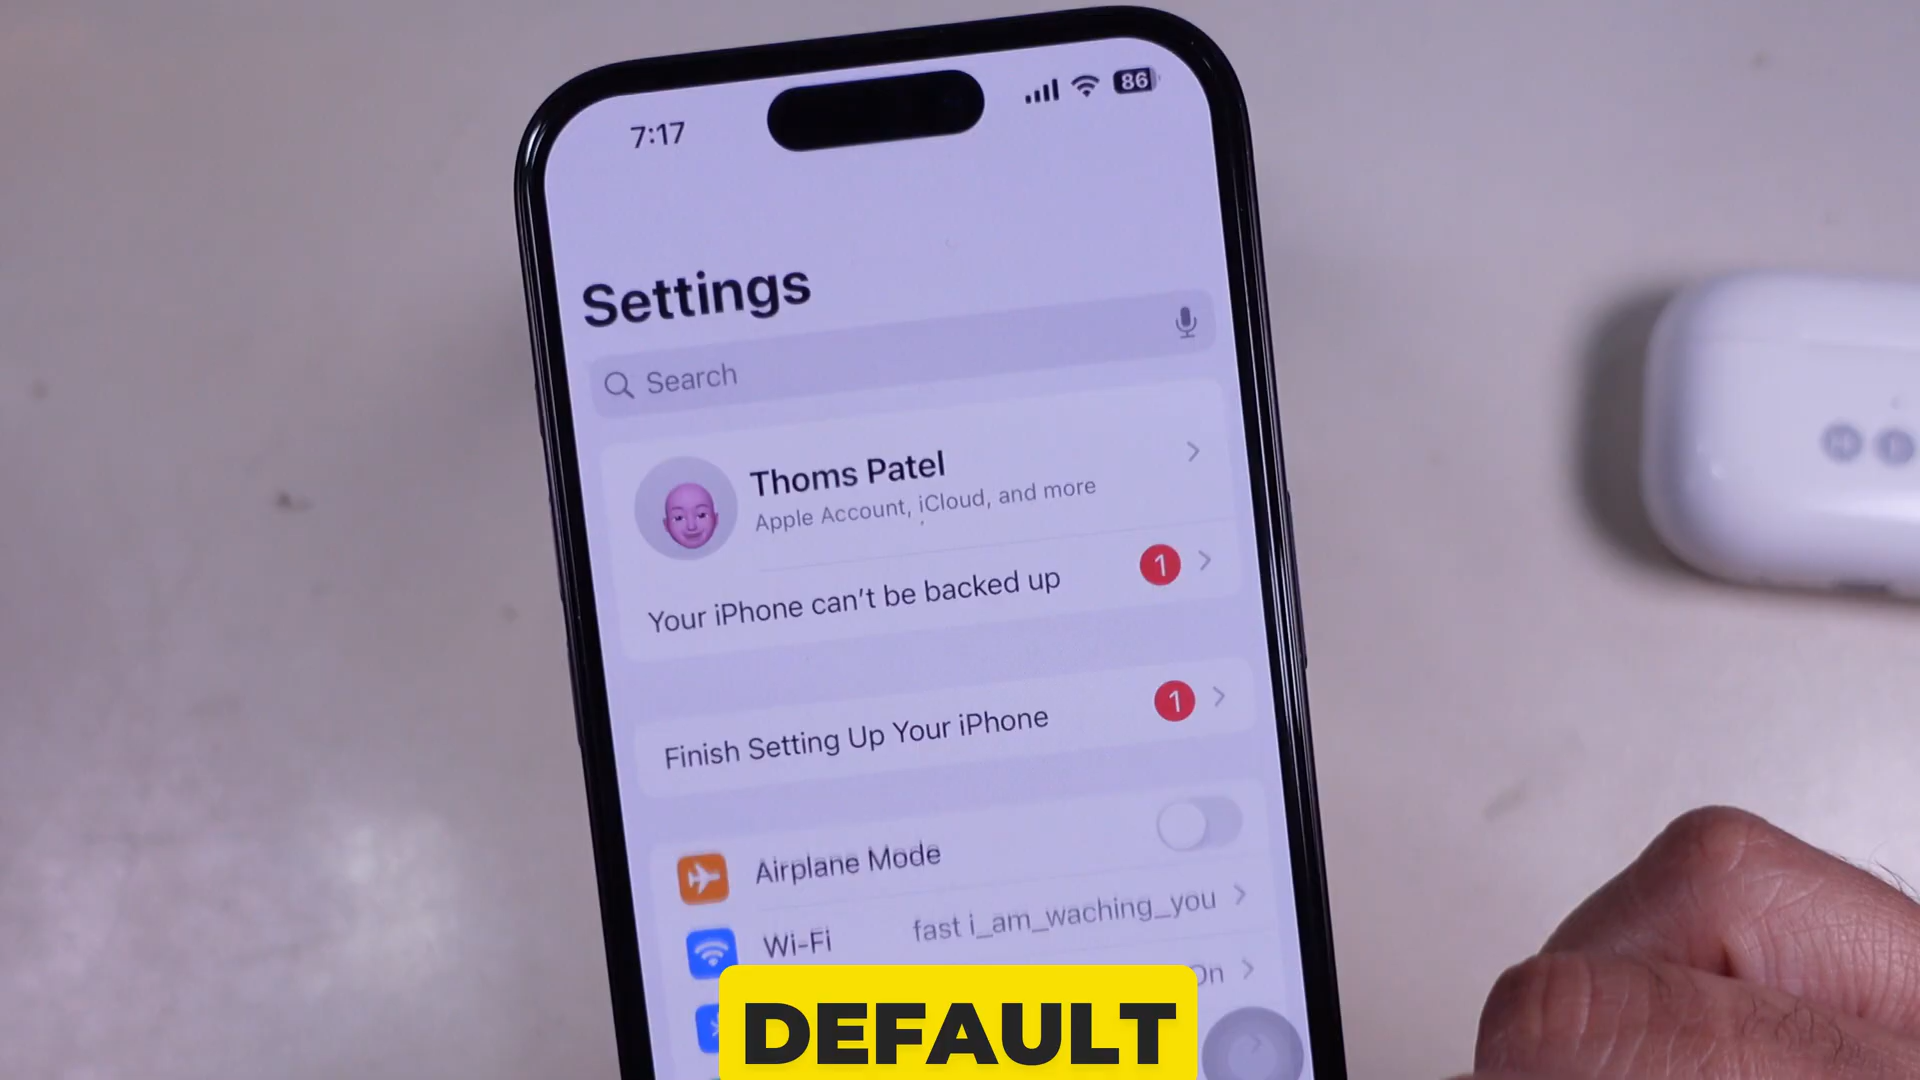 7:17
86
Settings
Search
Thoms Patel
Apple Account, iCloud, and more
Your iPhone can't be backed up
1
Finish Setting Up Your iPhone
1
Airplane Mode
Wi-Fi
fast i_am_waching_you
On
DEFAULT